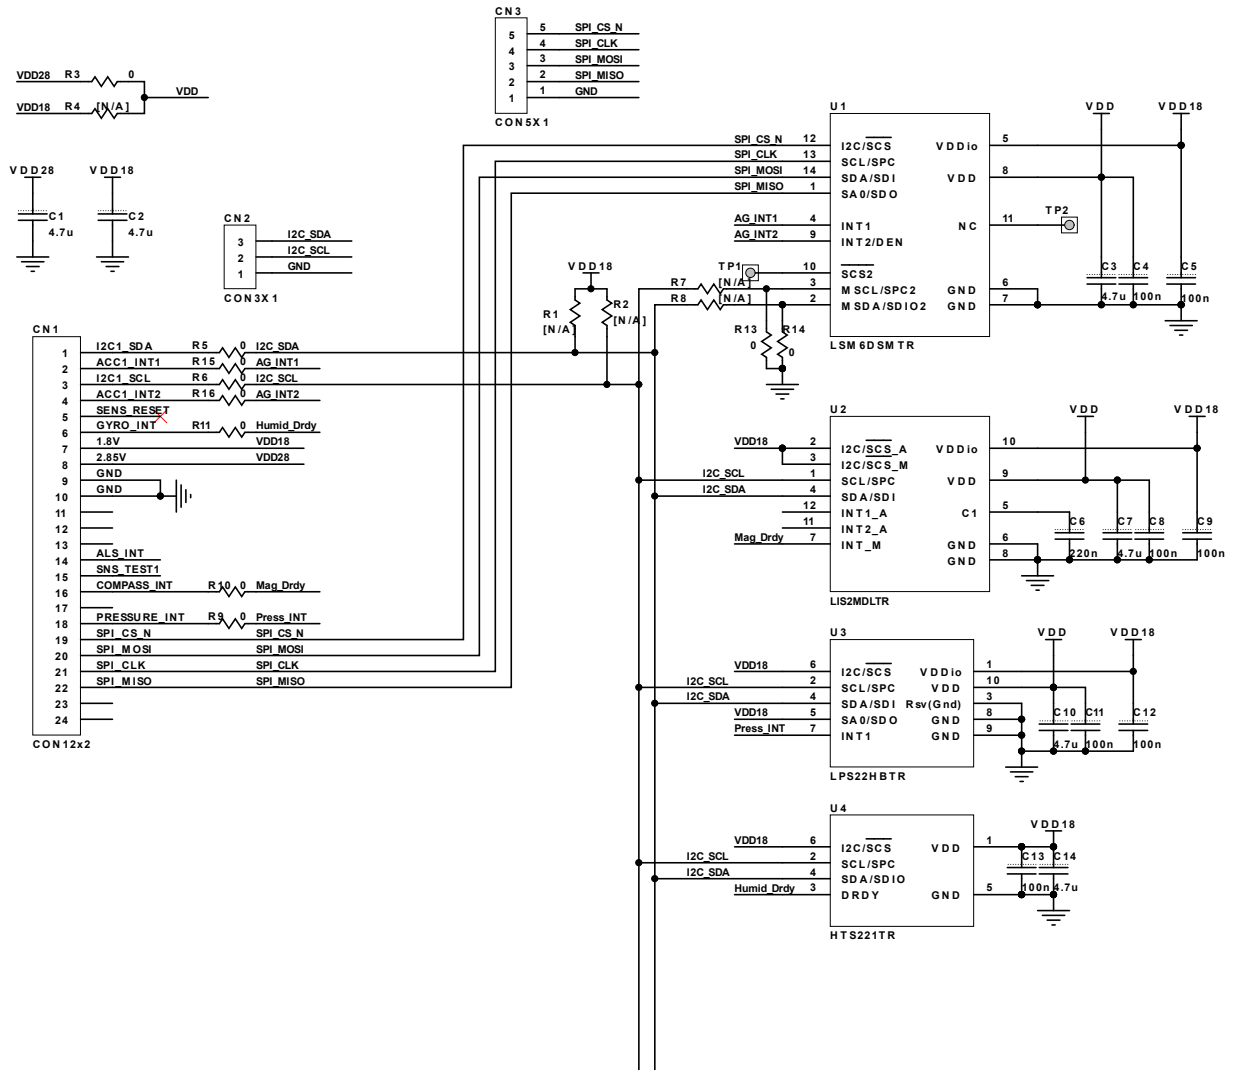 CN3
5 5 SPI_CS_N
4 4 SPI_CLK
3 3 SPI_MOSI
2 2 SPI_MISO
1 1 GND
CON5X1
VDD28 R3 0
VDD
VDD18 R4 [N/A]
VDD28
C1
4.7u
VDD18
C2
4.7u
CN2
3 I2C_SDA
2 I2C_SCL
1 GND
CON3X1
CN1
1 I2C1_SDA R5 0 I2C_SDA
2 ACC1_INT1 R15 0 AG_INT1
3 I2C1_SCL R6 0 I2C_SCL
4 ACC1_INT2 R16 0 AG_INT2
5 SENS_RESET
6 GYRO_INT R11 0 Humid_Drdy
7 1.8V VDD18
8 2.85V VDD28
9 GND
10 GND
11
12
13
14 ALS_INT
15 SNS_TEST1
16 COMPASS_INT R10 0 Mag_Drdy
17
18 PRESSURE_INT R9 0 Press_INT
19 SPI_CS_N SPI_CS_N
20 SPI_MOSI SPI_MOSI
21 SPI_CLK SPI_CLK
22 SPI_MISO SPI_MISO
23
24
CON12x2
VDD18
R1
[N/A]
R2
[N/A]
U1
SPI_CS_N 12 I2C/SCS VDDio 5
SPI_CLK 13 SCL/SPC
SPI_MOSI 14 SDA/SDI VDD 8
SPI_MISO 1 SA0/SDO
AG_INT1 4 INT1 NC 11 TP2
AG_INT2 9 INT2/DEN
TP1 10 SCS2
R7 [N/A] 3 MSCL/SPC2 GND 6
R8 [N/A] 2 MSDA/SDIO2 GND 7
R13
0
R14
0
LSM6DSMTR
VDD
VDD18
C3
4.7u
C4
100n
C5
100n
U2
VDD18 2 I2C/SCS_A VDDio 10
3 I2C/SCS_M
I2C_SCL 1 SCL/SPC VDD 9
I2C_SDA 4 SDA/SDI
12 INT1_A C1 5
11 INT2_A
Mag_Drdy 7 INT_M GND 6
GND 8
LIS2MDLTR
VDD
VDD18
C6
220n
C7
4.7u
C8
100n
C9
100n
U3
VDD18 6 I2C/SCS VDDio 1
I2C_SCL 2 SCL/SPC VDD 10
I2C_SDA 4 SDA/SDI Rsv(Gnd) 3
VDD18 5 SA0/SDO GND 8
Press_INT 7 INT1 GND 9
LPS22HBTR
VDD
VDD18
C10
4.7u
C11
100n
C12
100n
U4
VDD18 6 I2C/SCS VDD 1
I2C_SCL 2 SCL/SPC
I2C_SDA 4 SDA/SDIO
Humid_Drdy 3 DRDY GND 5
HTS221TR
VDD18
C13
100n
C14
4.7u